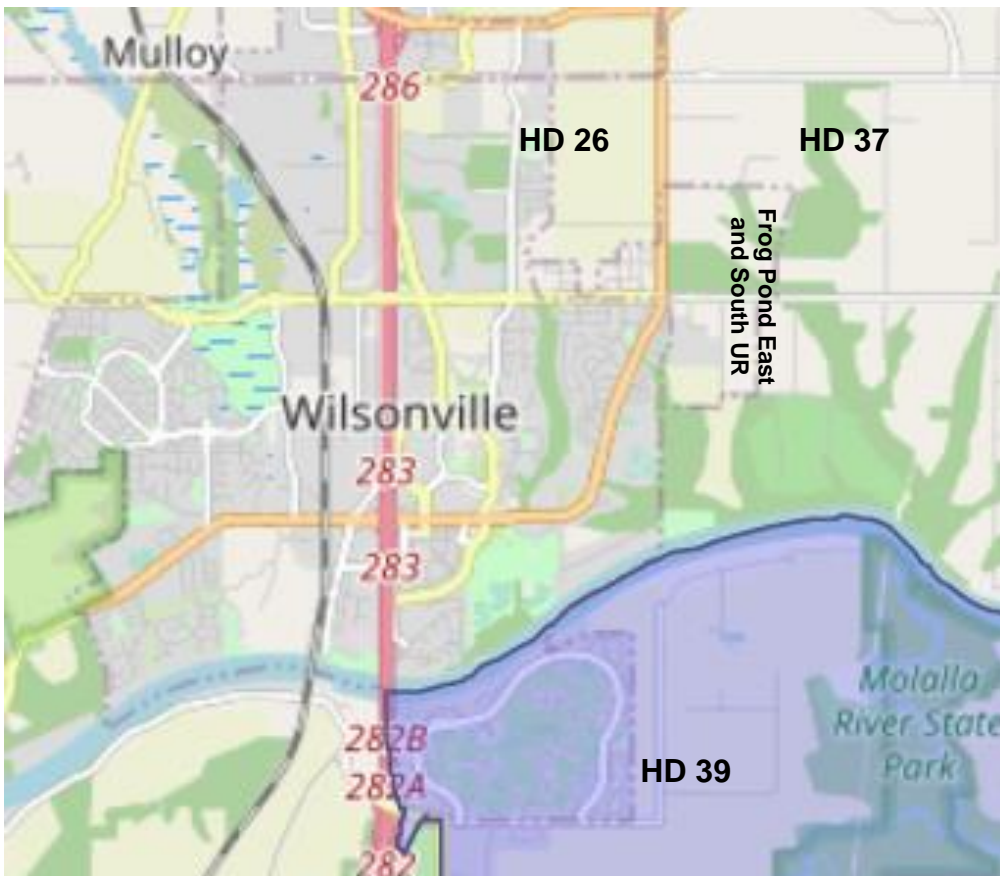 Mulloy
286
HD 26
HD 37
Frog Pond East
and South UR
Wilsonville
283
283
Molalla
River State
Park
282B
282A
HD 39
282